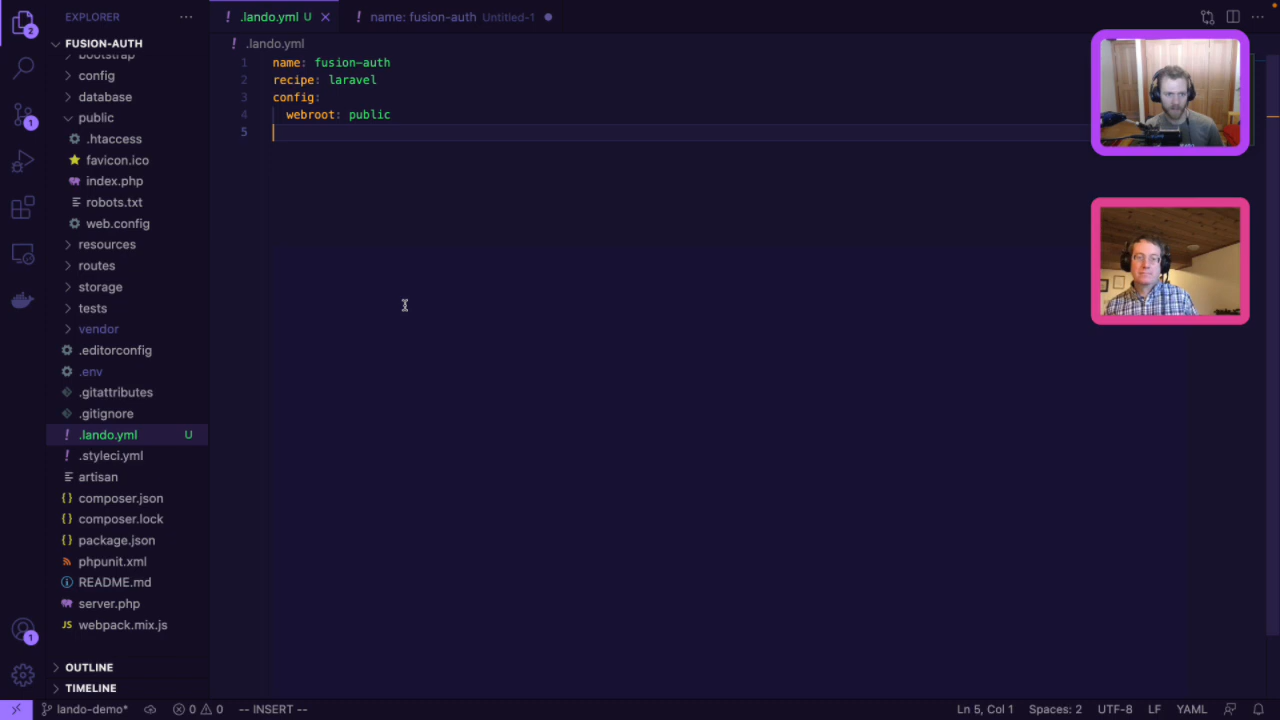 2
1
1
EXPLORER
FUSION-AUTH
bootstrap
config
database
public
.htaccess
favicon.ico
index.php
robots.txt
web.config
resources
routes
storage
tests
vendor
.editorconfig
.env
.gitattributes
.gitignore
.lando.yml U
.styleci.yml
artisan
composer.json
composer.lock
package.json
phpunit.xml
README.md
server.php
webpack.mix.js
OUTLINE
TIMELINE
.lando.yml U
name: fusion-auth Untitled-1
.lando.yml
1 name: fusion-auth
2 recipe: laravel
3 config:
4 webroot: public
5
lando-demo* 0 0 -- INSERT -- Ln 5, Col 1 Spaces: 2 UTF-8 LF YAML